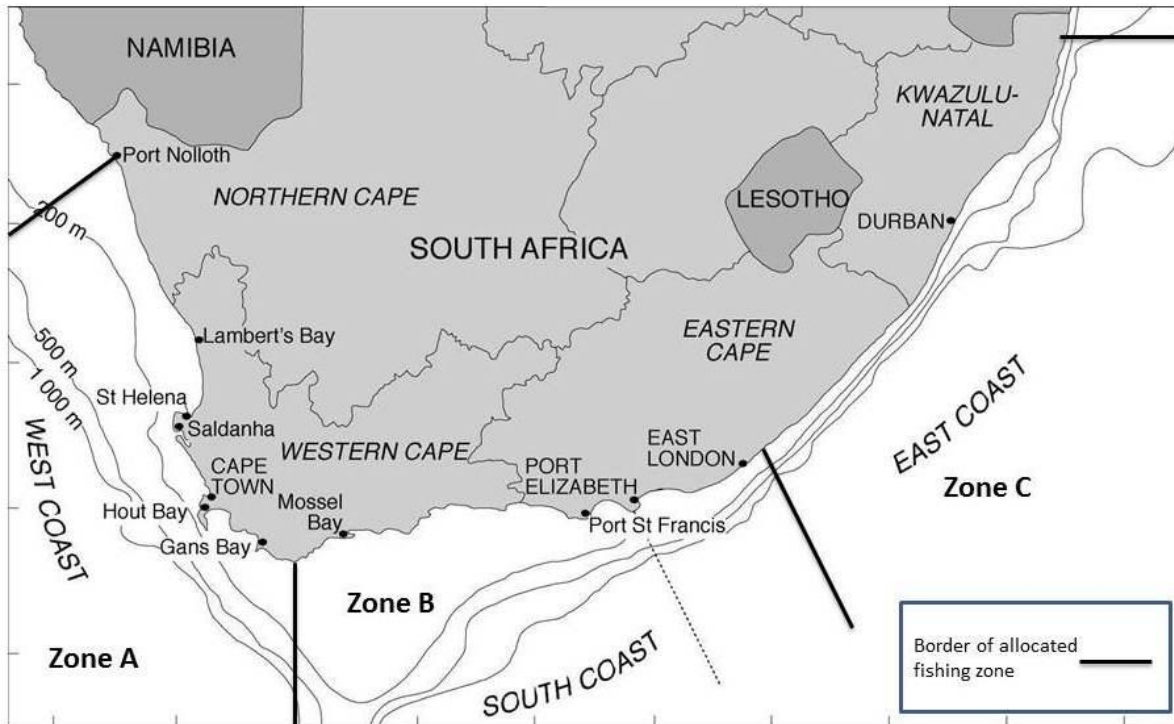 NAMIBIA
KWAZULU-
NATAL
Port Nolloth
NORTHERN CAPE
LESOTHO
DURBAN
200 m
SOUTH AFRICA
500 m
1 000 m
Lambert's Bay
EASTERN
CAPE
St Helena
Saldanha
WEST COAST
WESTERN CAPE
CAPE
TOWN
Hout Bay
Mossel
Bay
Gans Bay
PORT
ELIZABETH
EAST
LONDON
Port St Francis
EAST COAST
Zone C
Zone B
Zone A
SOUTH COAST
Border of allocated
fishing zone